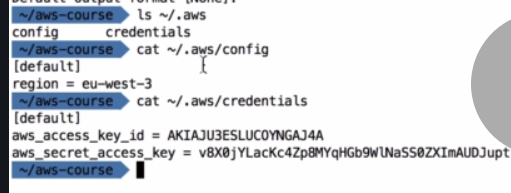 Default output format [None]:
~/aws-course ls ~/.aws
config credentials
~/aws-course cat ~/.aws/config
[default]
region = eu-west-3
~/aws-course cat ~/.aws/credentials
[default]
aws_access_key_id = AKIAJU3ESLUCOYNGAJ4A
aws_secret_access_key = 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
~/aws-course